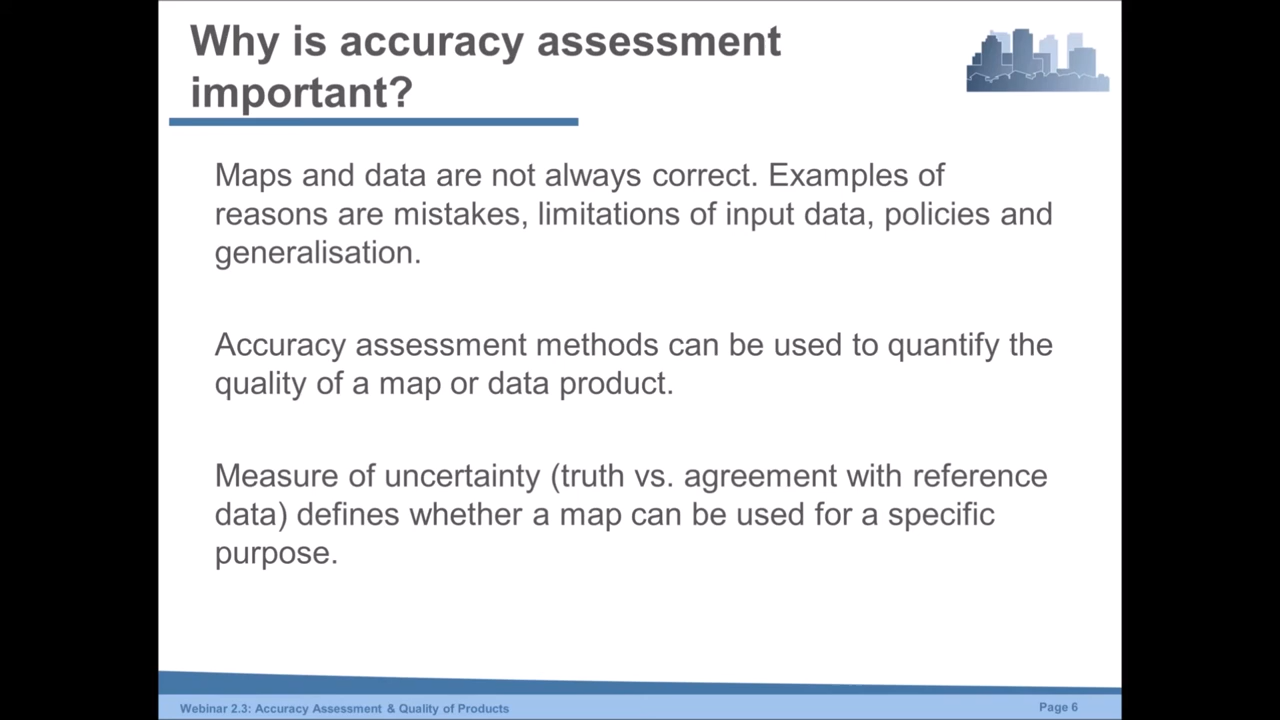 Why is accuracy assessment
important?
Maps and data are not always correct. Examples of
reasons are mistakes, limitations of input data, policies and
generalisation.
Accuracy assessment methods can be used to quantify the
quality of a map or data product.
Measure of uncertainty (truth vs. agreement with reference
data) defines whether a map can be used for a specific
purpose.
Webinar 2.3: Accuracy Assessment & Quality of Products
Page 6